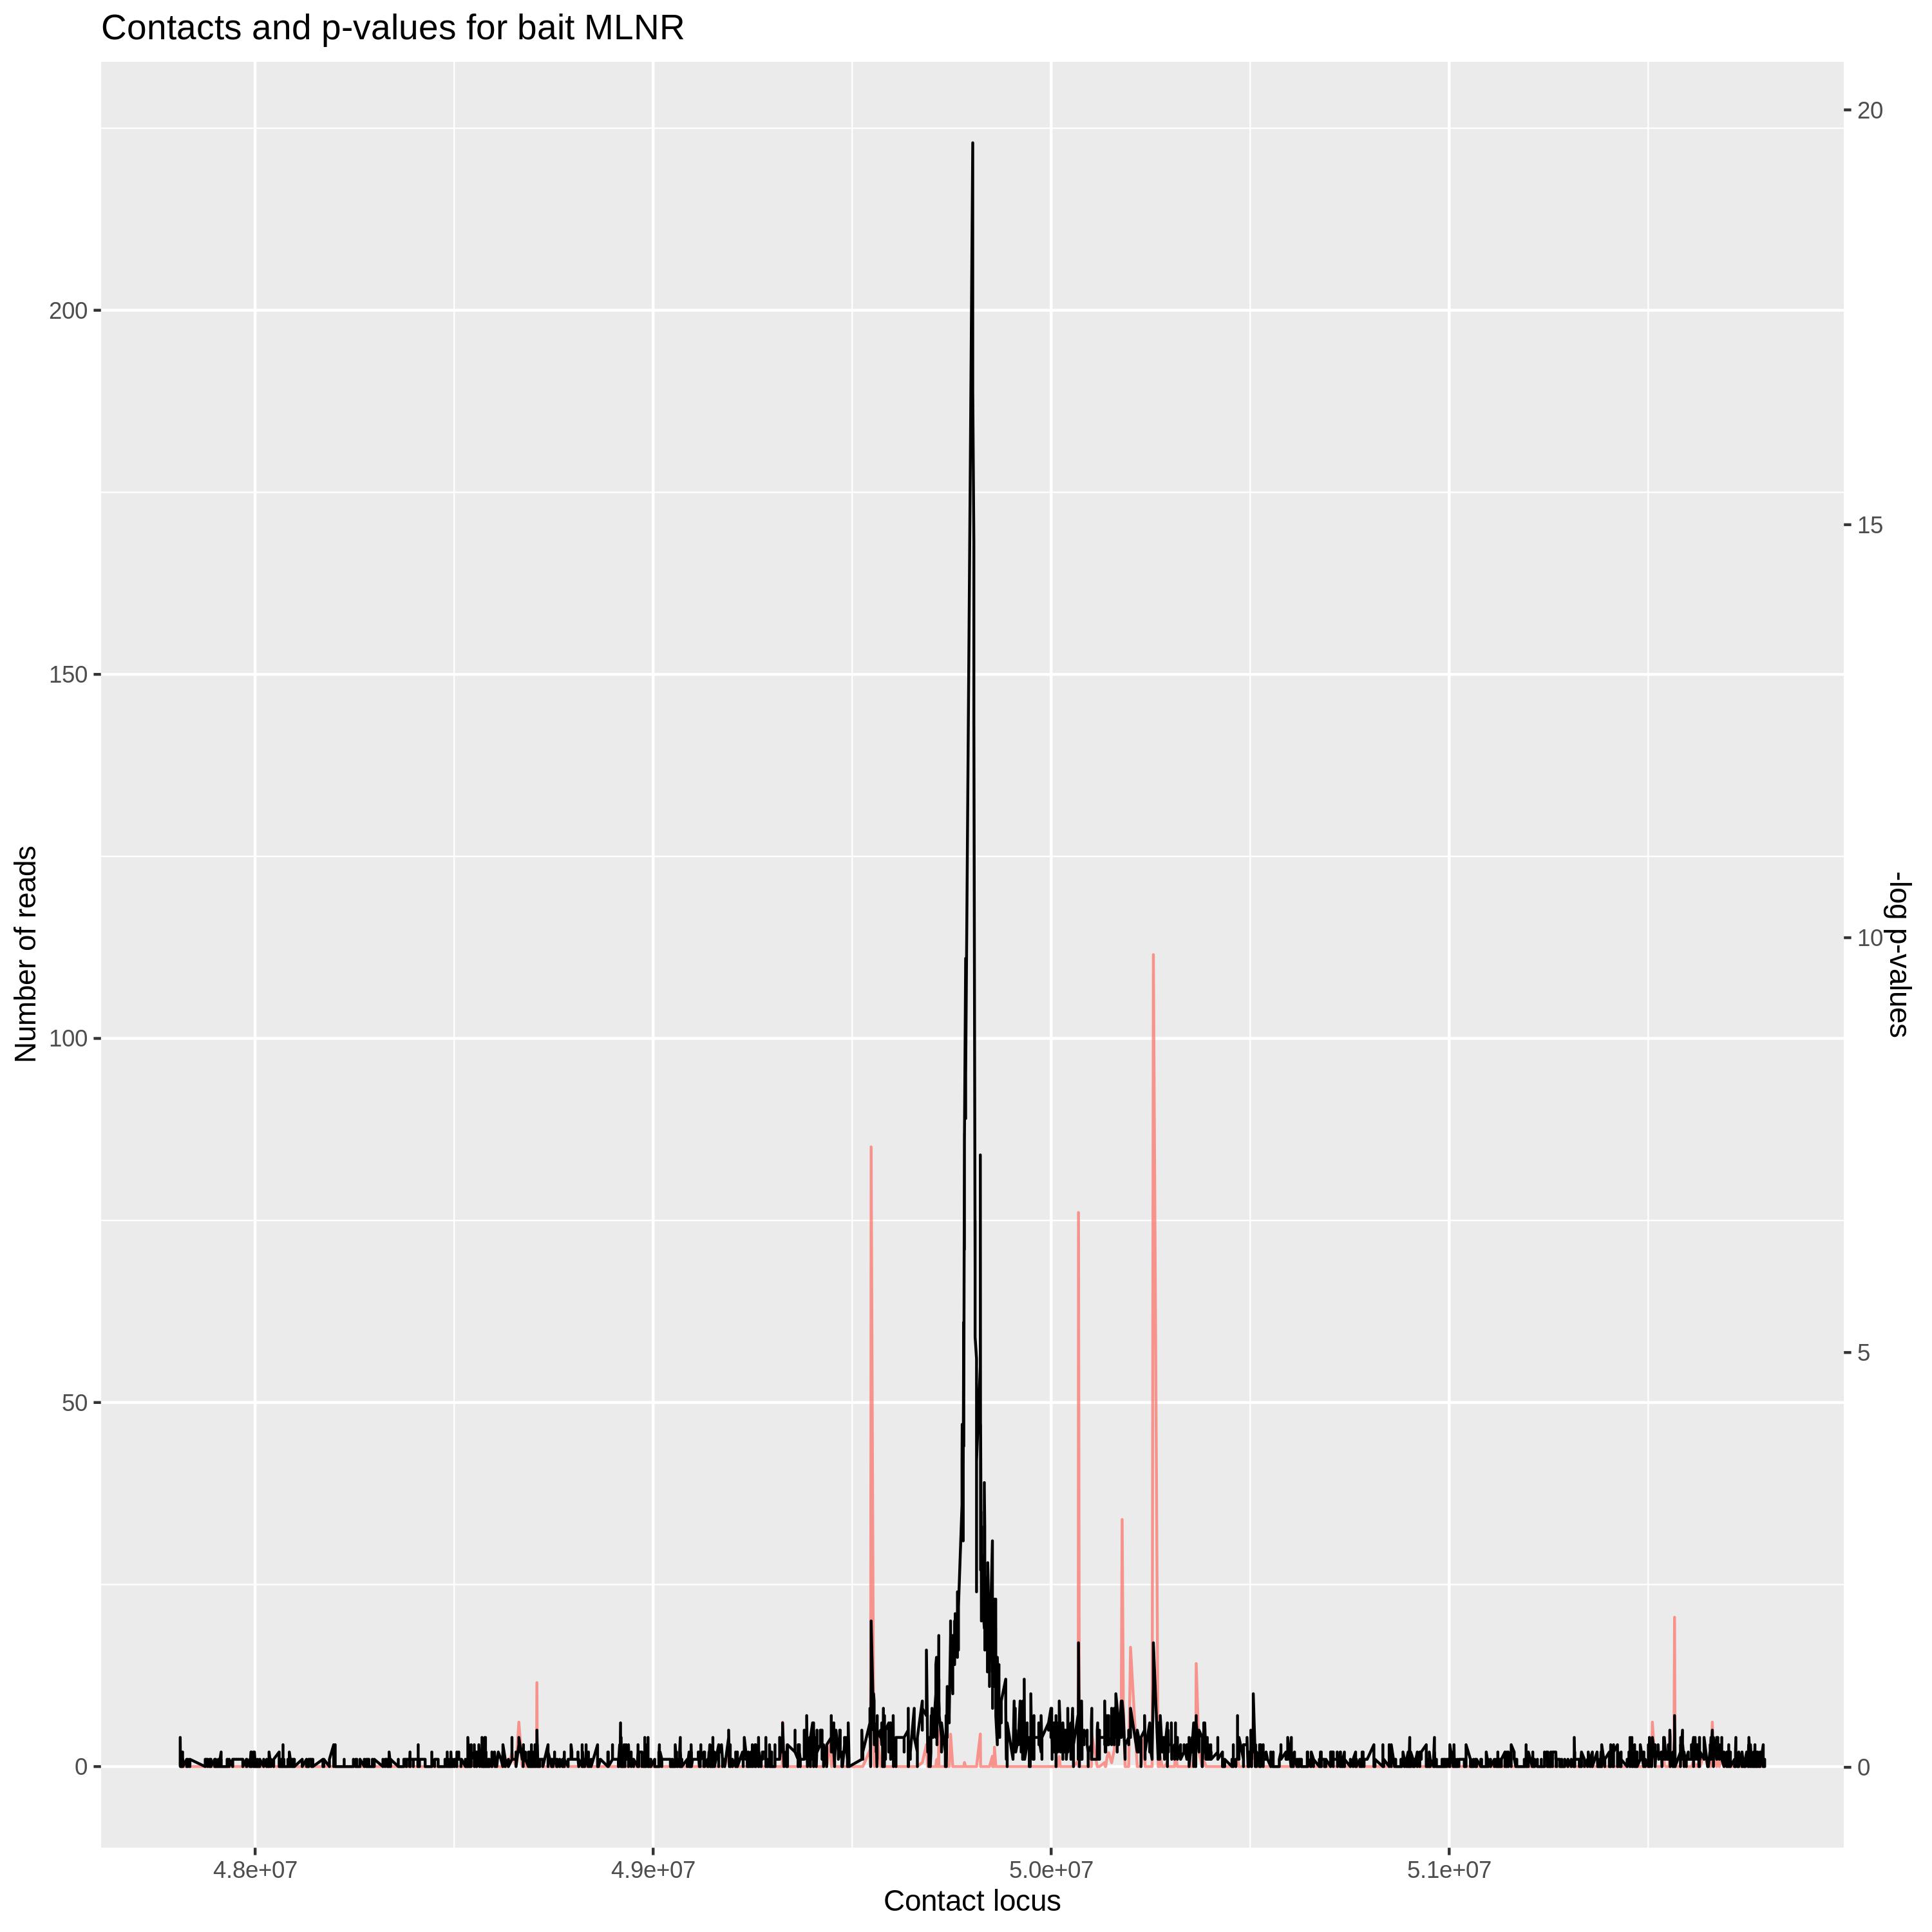 Contacts and p-values for bait MLNR
Number of reads
200
150
100
50
0
20
15
10
5
0
-log p-values
4.8e+07 4.9e+07 5.0e+07 5.1e+07
Contact locus